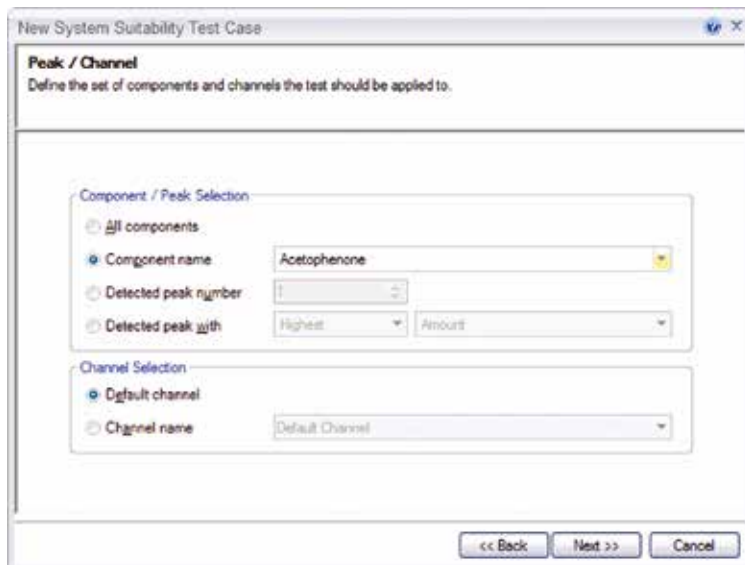 New System Suitability Test Case
Peak / Channel
Define the set of components and channels the test should be applied to.
Component / Peak Selection
All components
Component name Acetophenone
Detected peak number 1
Detected peak with Highest Amount
Channel Selection
Default channel
Channel name Default Channel
<< Back Next >> Cancel